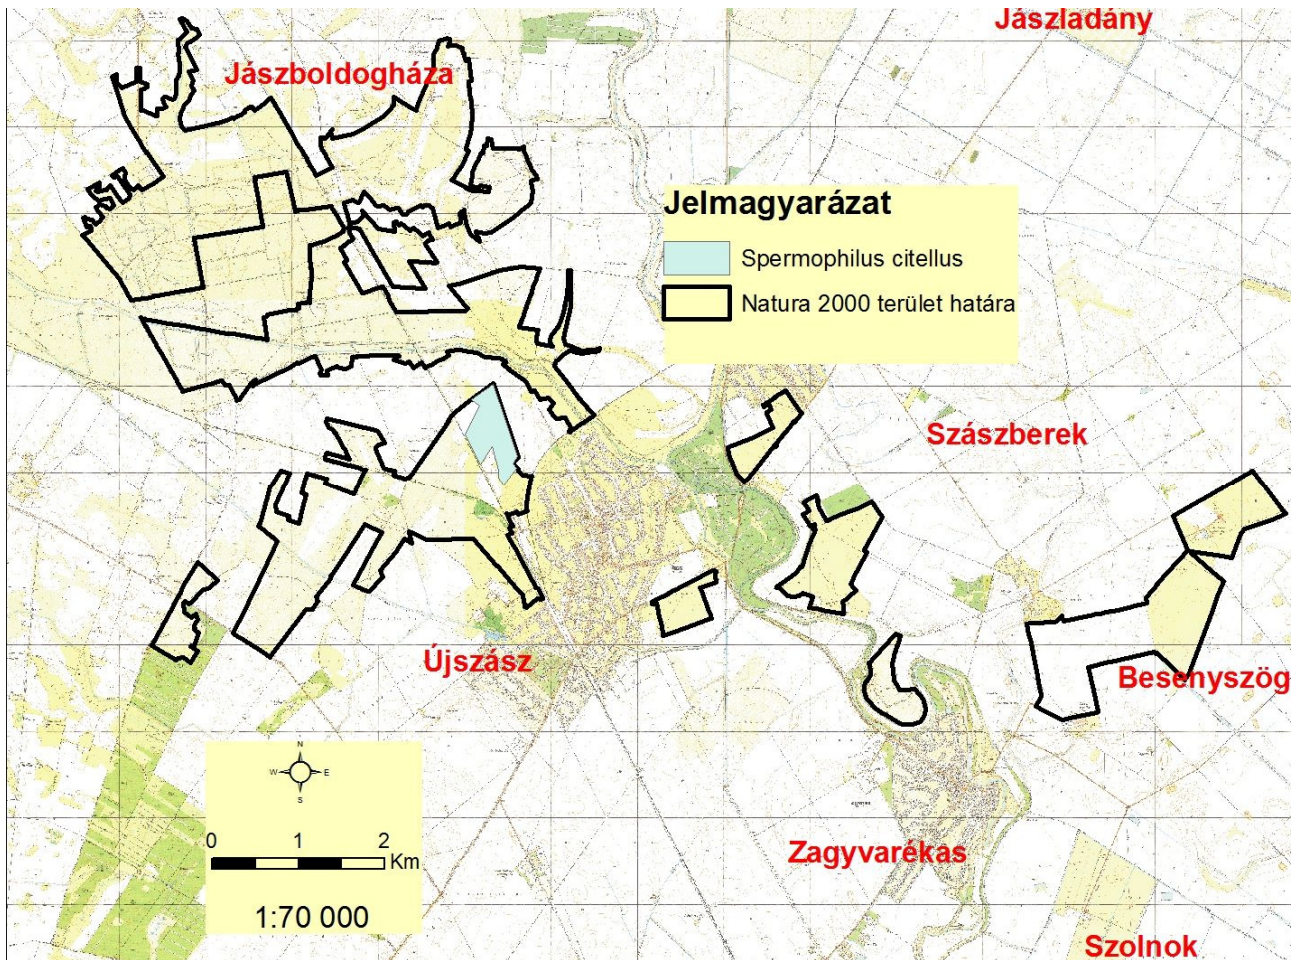 Jászladány
Jászboldogháza
Jelmagyarázat
Spermophilus citellus
Natura 2000 terület határa
Szászberek
Újszász
Besenyszög
N
W E
S
0 1 2
Km
1:70 000
Zagyvarékas
Szolnok